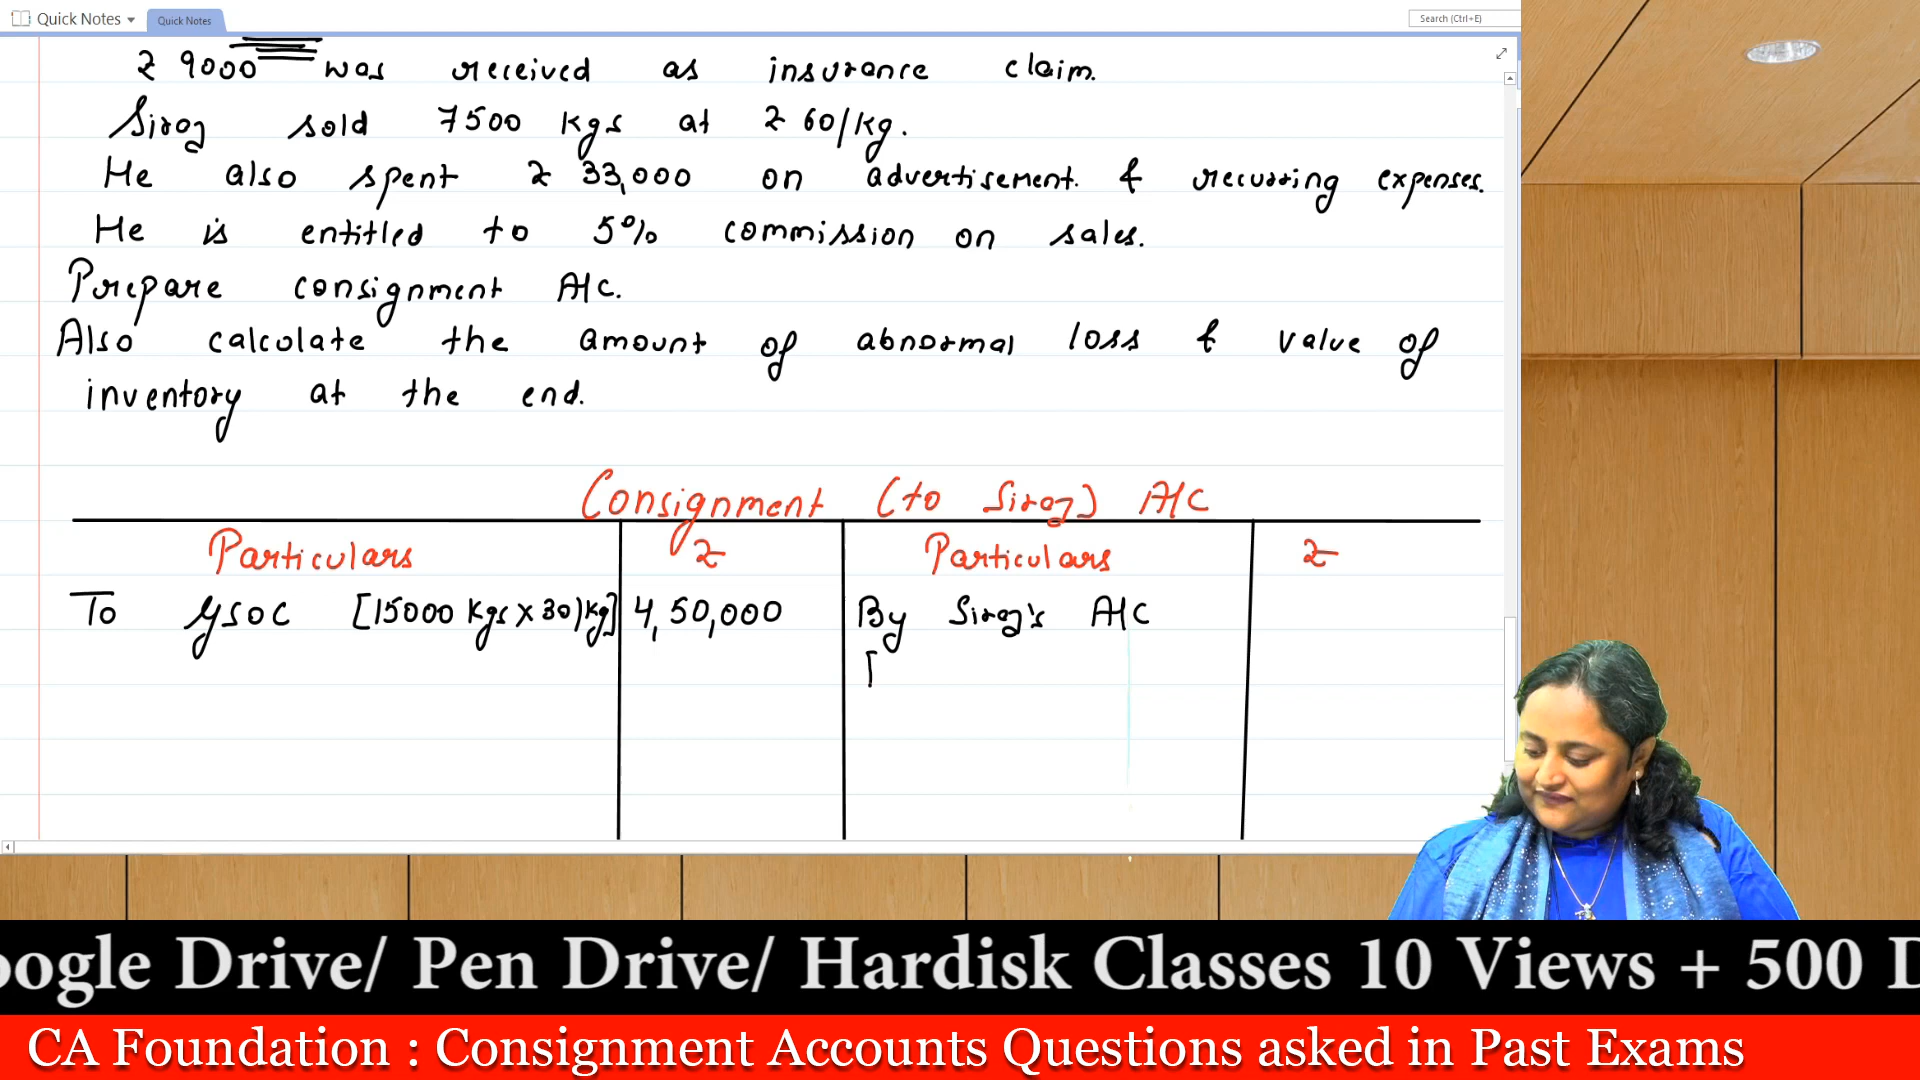 Quick Notes
Quick Notes
Search (Ctrl+E)
₹ 9000 was received as insurance claim.
Siroj sold 7500 kgs at ₹ 60/kg.
He also spent ₹ 33,000 on advertisement & recurring expenses.
He is entitled to 5% commission on sales.
Prepare consignment A/c.
Also calculate the amount of abnormal loss & value of
inventory at the end.
Consignment (to Siroj) A/c
Particulars ₹ Particulars ₹
To GSOC [15000 kgs × 30/kg] 4,50,000 By Siroj's A/c
[
oogle Drive/ Pen Drive/ Hardisk Classes 10 Views + 500 D
CA Foundation : Consignment Accounts Questions asked in Past Exams